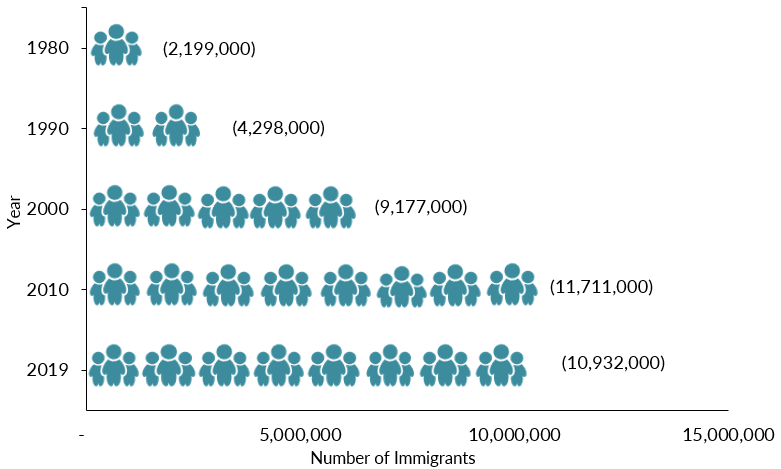 1980 (2,199,000)
1990 (4,298,000)
2000 (9,177,000)
2010 (11,711,000)
2019 (10,932,000)
Year
- 5,000,000 10,000,000 15,000,000
Number of Immigrants